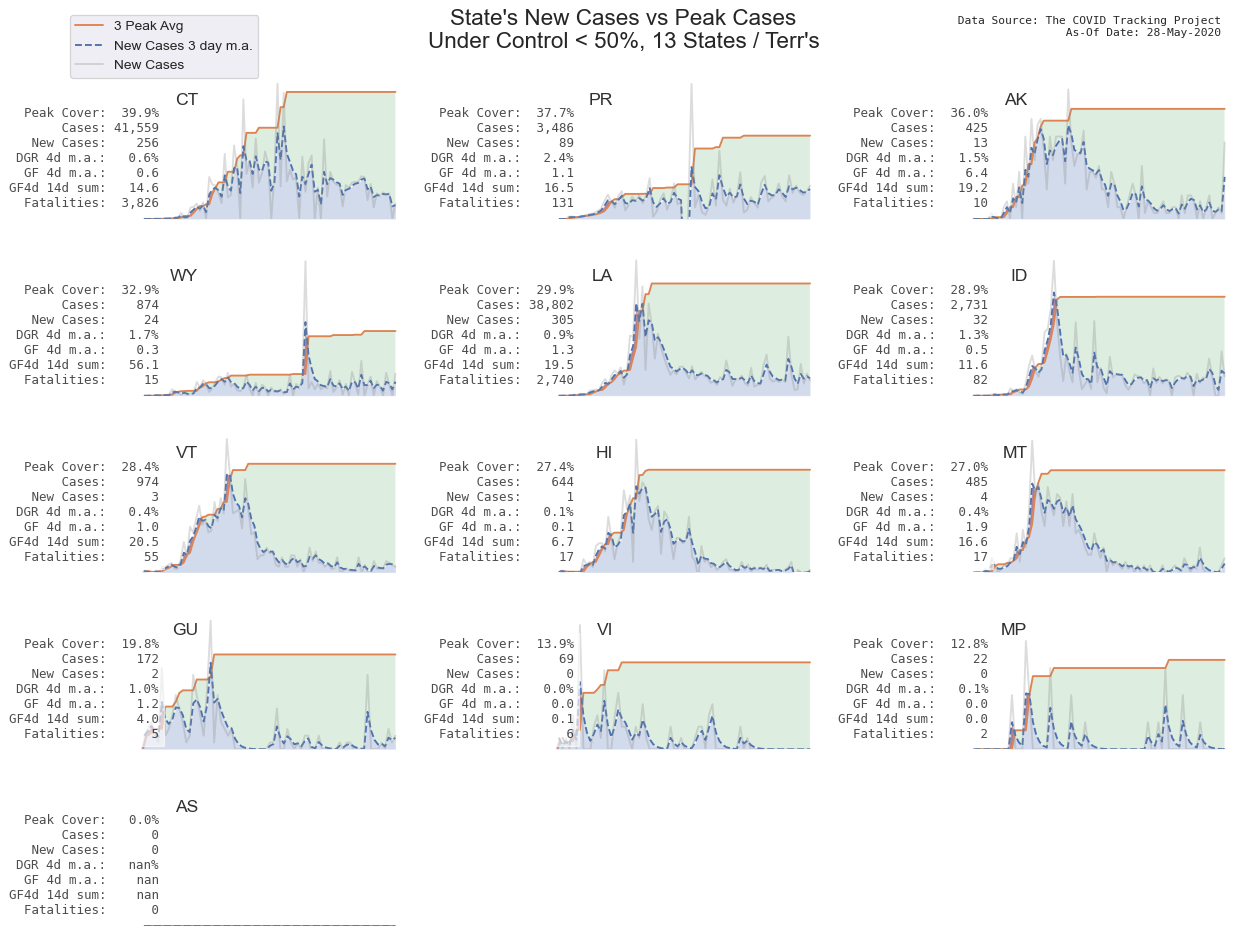 3 Peak Avg
New Cases 3 day m.a.
New Cases
State's New Cases vs Peak Cases
Under Control < 50%, 13 States / Terr's
Data Source: The COVID Tracking Project
As-Of Date: 28-May-2020
CT
Peak Cover: 39.9%
Cases: 41,559
New Cases: 256
DGR 4d m.a.: 0.6%
GF 4d m.a.: 0.6
GF4d 14d sum: 14.6
Fatalities: 3,826
PR
Peak Cover: 37.7%
Cases: 3,486
New Cases: 89
DGR 4d m.a.: 2.4%
GF 4d m.a.: 1.1
GF4d 14d sum: 16.5
Fatalities: 131
AK
Peak Cover: 36.0%
Cases: 425
New Cases: 13
DGR 4d m.a.: 1.5%
GF 4d m.a.: 6.4
GF4d 14d sum: 19.2
Fatalities: 10
WY
Peak Cover: 32.9%
Cases: 874
New Cases: 24
DGR 4d m.a.: 1.7%
GF 4d m.a.: 0.3
GF4d 14d sum: 56.1
Fatalities: 15
LA
Peak Cover: 29.9%
Cases: 38,802
New Cases: 305
DGR 4d m.a.: 0.9%
GF 4d m.a.: 1.3
GF4d 14d sum: 19.5
Fatalities: 2,740
ID
Peak Cover: 28.9%
Cases: 2,731
New Cases: 32
DGR 4d m.a.: 1.3%
GF 4d m.a.: 0.5
GF4d 14d sum: 11.6
Fatalities: 82
VT
Peak Cover: 28.4%
Cases: 974
New Cases: 3
DGR 4d m.a.: 0.4%
GF 4d m.a.: 1.0
GF4d 14d sum: 20.5
Fatalities: 55
HI
Peak Cover: 27.4%
Cases: 644
New Cases: 1
DGR 4d m.a.: 0.1%
GF 4d m.a.: 0.1
GF4d 14d sum: 6.7
Fatalities: 17
MT
Peak Cover: 27.0%
Cases: 485
New Cases: 4
DGR 4d m.a.: 0.4%
GF 4d m.a.: 1.9
GF4d 14d sum: 16.6
Fatalities: 17
GU
Peak Cover: 19.8%
Cases: 172
New Cases: 2
DGR 4d m.a.: 1.0%
GF 4d m.a.: 1.2
GF4d 14d sum: 4.0
Fatalities: 5
VI
Peak Cover: 13.9%
Cases: 69
New Cases: 0
DGR 4d m.a.: 0.0%
GF 4d m.a.: 0.0
GF4d 14d sum: 0.1
Fatalities: 6
MP
Peak Cover: 12.8%
Cases: 22
New Cases: 0
DGR 4d m.a.: 0.1%
GF 4d m.a.: 0.0
GF4d 14d sum: 0.0
Fatalities: 2
AS
Peak Cover: 0.0%
Cases: 0
New Cases: 0
DGR 4d m.a.: nan%
GF 4d m.a.: nan
GF4d 14d sum: nan
Fatalities: 0